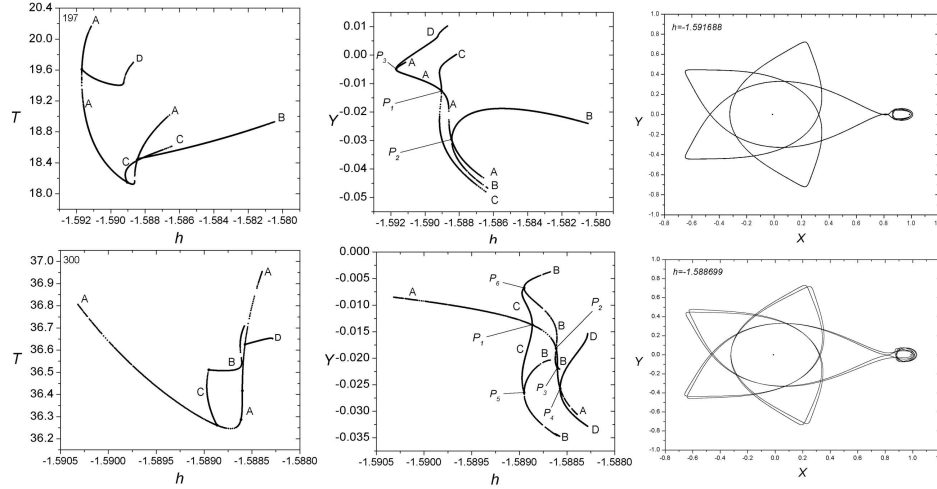 197
T
20.4
20.0
19.6
19.2
18.8
18.4
18.0
A
D
A
A
C
C
B
-1.592 -1.590 -1.588 -1.586 -1.584 -1.582 -1.580
h
Y
0.01
0.00
-0.01
-0.02
-0.03
-0.04
-0.05
D
C
P3
A
A
P1
A
P2
B
A
B
C
-1.592 -1.590 -1.588 -1.586 -1.584 -1.582 -1.580
h
h=-1.591688
Y
1.0
0.8
0.6
0.4
0.2
0.0
-0.2
-0.4
-0.6
-0.8
-1.0
-1.0 -0.8 -0.6 -0.4 -0.2 0.0 0.2 0.4 0.6 0.8 1.0
X
300
T
37.0
36.9
36.8
36.7
36.6
36.5
36.4
36.3
36.2
A
A
B
D
C
A
-1.5905 -1.5900 -1.5895 -1.5890 -1.5885 -1.5880
h
Y
0.000
-0.005
-0.010
-0.015
-0.020
-0.025
-0.030
-0.035
P6
B
A
C
P2
P1
B
D
C
B
B
P3
P5
P4
A
B
D
-1.5905 -1.5900 -1.5895 -1.5890 -1.5885 -1.5880
h
h=-1.588699
Y
1.0
0.8
0.6
0.4
0.2
0.0
-0.2
-0.4
-0.6
-0.8
-1.0
-1.0 -0.8 -0.6 -0.4 -0.2 0.0 0.2 0.4 0.6 0.8 1.0
X